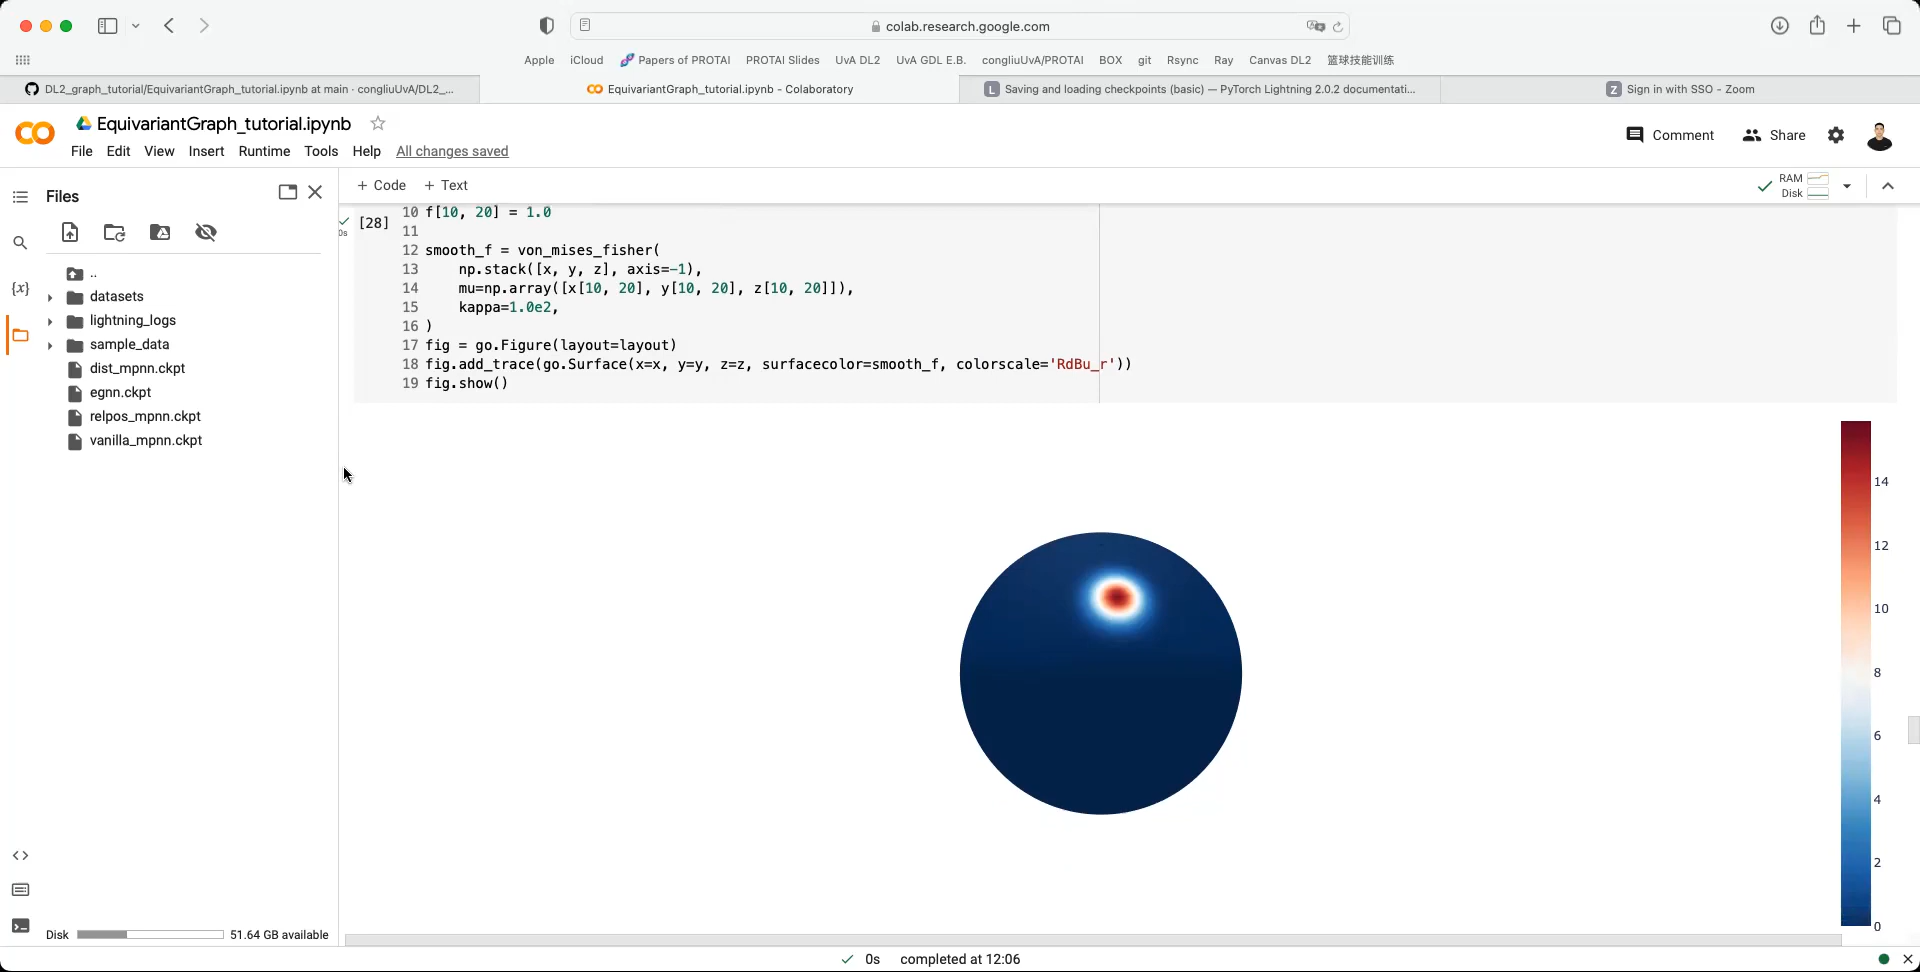 colab.research.google.com
Apple iCloud Papers of PROTAI PROTAI Slides UvA DL2 UvA GDL E.B. congliuUvA/PROTAI BOX git Rsync Ray Canvas DL2 篮球技能训练
DL2_graph_tutorial/EquivariantGraph_tutorial.ipynb at main · congliuUvA/DL2_...
EquivariantGraph_tutorial.ipynb - Colaboratory
L Saving and loading checkpoints (basic) — PyTorch Lightning 2.0.2 documentati...
Z Sign in with SSO - Zoom
EquivariantGraph_tutorial.ipynb
Comment Share
File Edit View Insert Runtime Tools Help All changes saved
Files
+ Code + Text
RAM
Disk
..
datasets
lightning_logs
sample_data
dist_mpnn.ckpt
egnn.ckpt
relpos_mpnn.ckpt
vanilla_mpnn.ckpt
{x}
<>
Disk 51.64 GB available
[28]
0s
10 f[10, 20] = 1.0
11
12 smooth_f = von_mises_fisher(
13     np.stack([x, y, z], axis=-1),
14     mu=np.array([x[10, 20], y[10, 20], z[10, 20]]),
15     kappa=1.0e2,
16 )
17 fig = go.Figure(layout=layout)
18 fig.add_trace(go.Surface(x=x, y=y, z=z, surfacecolor=smooth_f, colorscale='RdBu_r'))
19 fig.show()
14
12
10
8
6
4
2
0
0s completed at 12:06